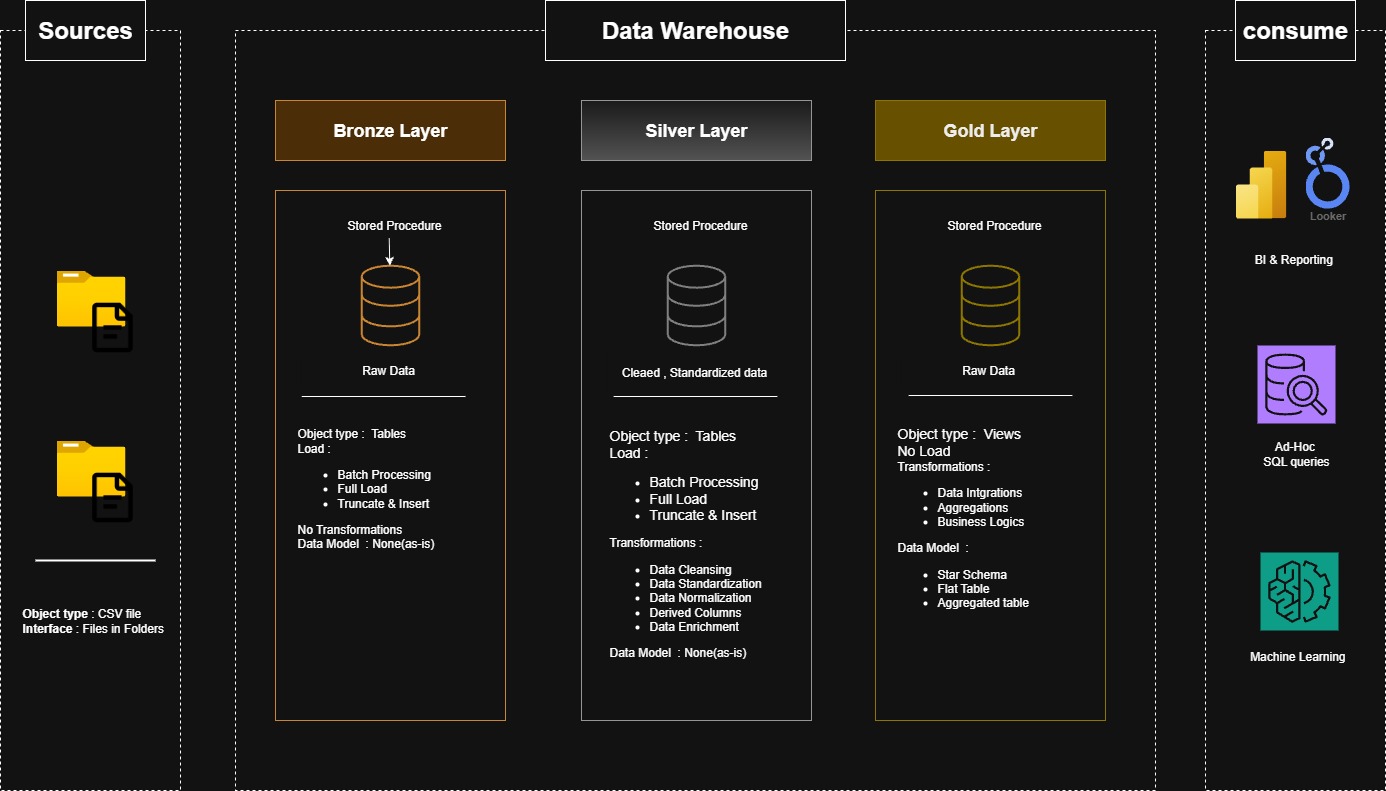 Sources
Data Warehouse
consume
Bronze Layer
Silver Layer
Gold Layer
Stored Procedure
Raw Data
Object type :  Tables
Load :
Batch Processing
Full Load
Truncate & Insert
No Transformations
Data Model  : None(as-is)
Stored Procedure
Cleaed , Standardized data
Object type :  Tables
Load :
Batch Processing
Full Load
Truncate & Insert
Transformations :
Data Cleansing
Data Standardization
Data Normalization
Derived Columns
Data Enrichment
Data Model  : None(as-is)
Stored Procedure
Raw Data
Object type :  Views
No Load
Transformations :
Data Intgrations
Aggregations
Business Logics
Data Model  :
Star Schema
Flat Table
Aggregated table
Object type : CSV file
Interface : Files in Folders
Looker
BI & Reporting
Ad-Hoc
SQL queries
Machine Learning